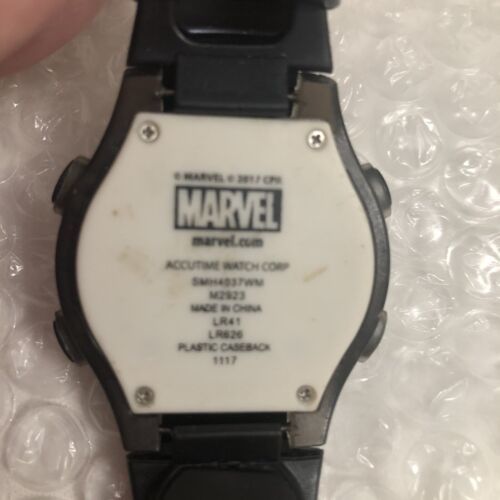 © MARVEL © 2017 CPII
MARVEL
marvel.com
ACCUTIME WATCH CORP
SMH4037WM
M2923
MADE IN CHINA
LR41
LR626
PLASTIC CASEBACK
1117